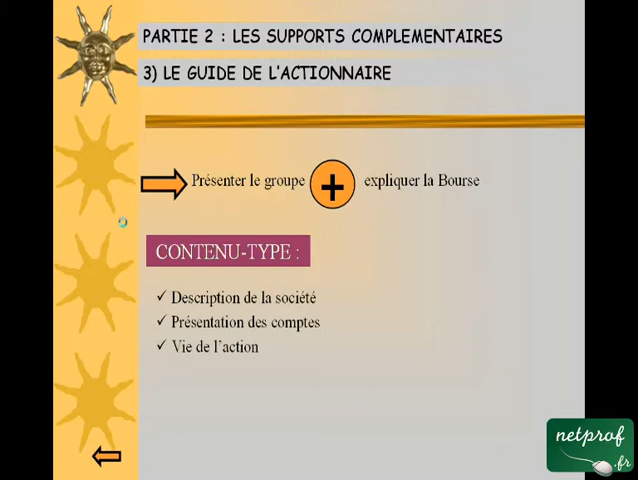 PARTIE 2 : LES SUPPORTS COMPLEMENTAIRES
3) LE GUIDE DE L'ACTIONNAIRE
Présenter le groupe + expliquer la Bourse
CONTENU-TYPE :
✓ Description de la société
✓ Présentation des comptes
✓ Vie de l'action
netprof
.fr